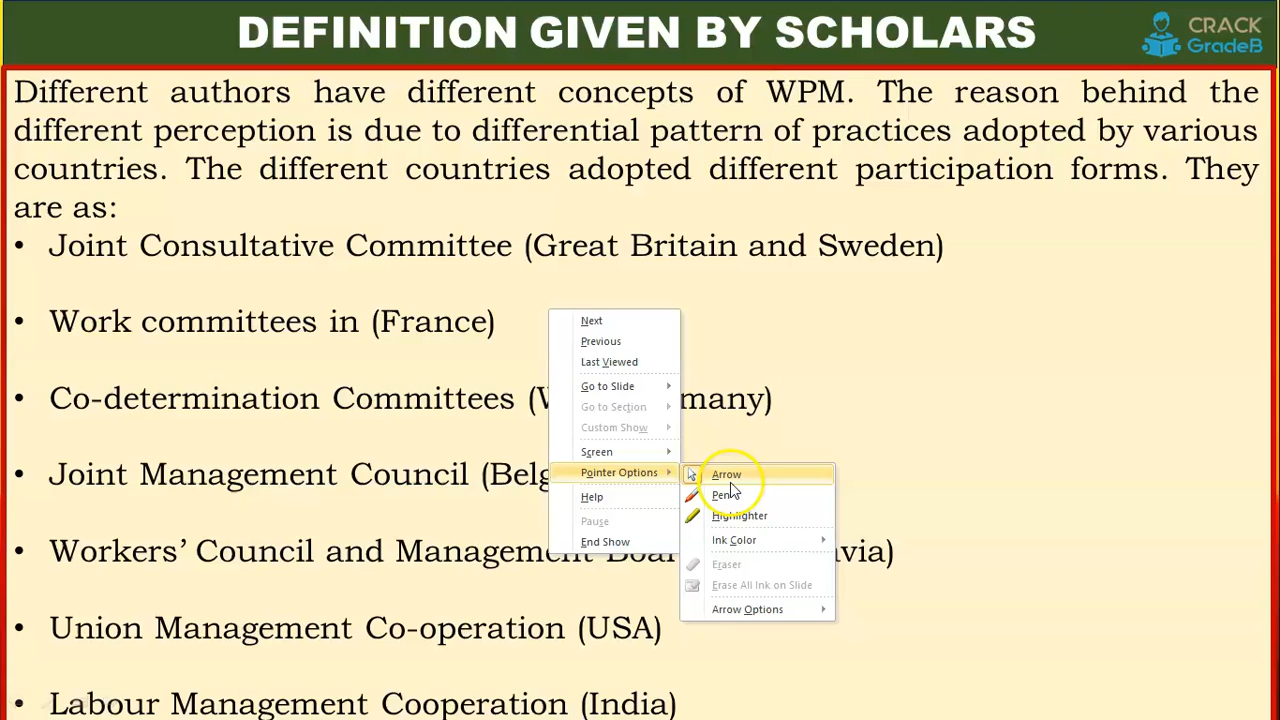 DEFINITION GIVEN BY SCHOLARS
CRACK
GradeB
Different authors have different concepts of WPM. The reason behind the
different perception is due to differential pattern of practices adopted by various
countries. The different countries adopted different participation forms. They
are as:
• Joint Consultative Committee (Great Britain and Sweden)
• Work committees in (France)
• Co-determination Committees (
• Joint Management Council (
• Workers’ Council and Management
• Union Management Co-operation (USA)
• Labour Management Cooperation (India)
Next
Previous
Last Viewed
Go to Slide
Go to Section
Custom Show
Screen
Pointer Options
Help
Pause
End Show
Arrow
Pen
Highlighter
Ink Color
Eraser
Erase All Ink on Slide
Arrow Options